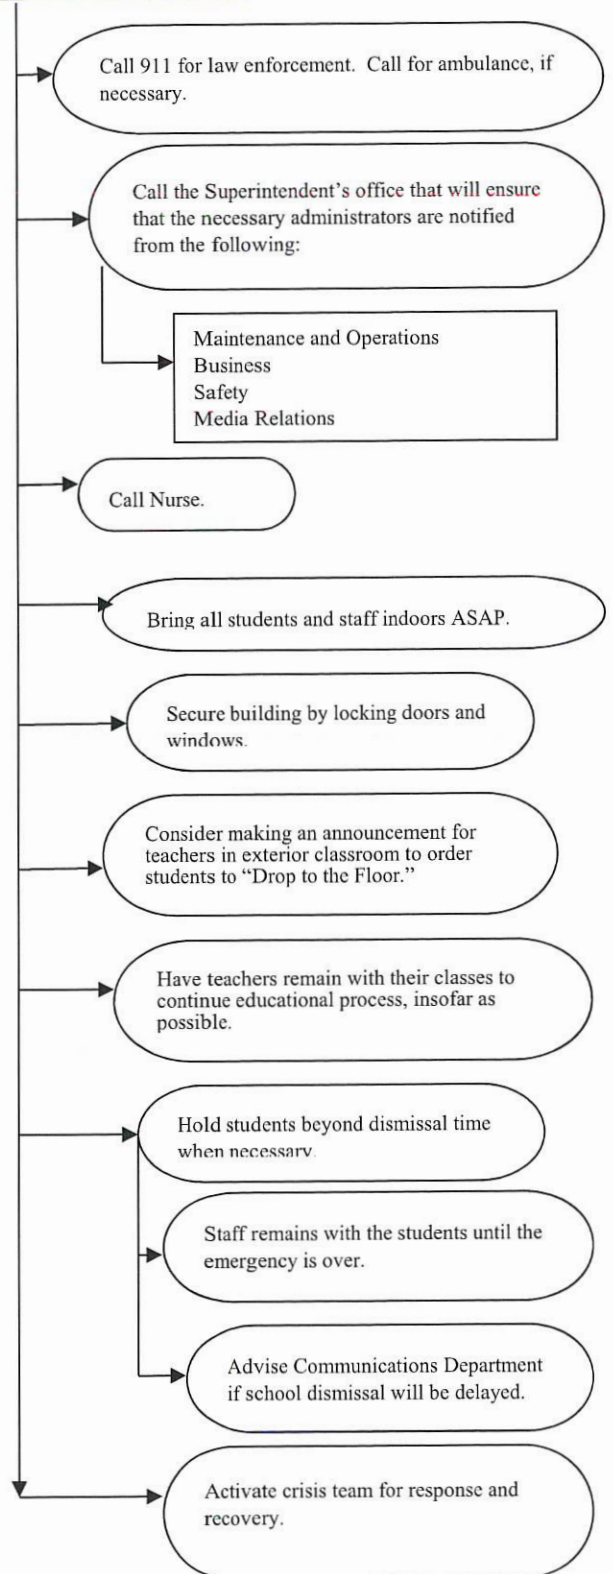 Call 911 for law enforcement. Call for ambulance, if
necessary.
Call the Superintendent's office that will ensure
that the necessary administrators are notified
from the following:
Maintenance and Operations
Business
Safety
Media Relations
Call Nurse.
Bring all students and staff indoors ASAP.
Secure building by locking doors and
windows.
Consider making an announcement for
teachers in exterior classroom to order
students to “Drop to the Floor.”
Have teachers remain with their classes to
continue educational process, insofar as
possible.
Hold students beyond dismissal time
when necessary.
Staff remains with the students until the
emergency is over.
Advise Communications Department
if school dismissal will be delayed.
Activate crisis team for response and
recovery.